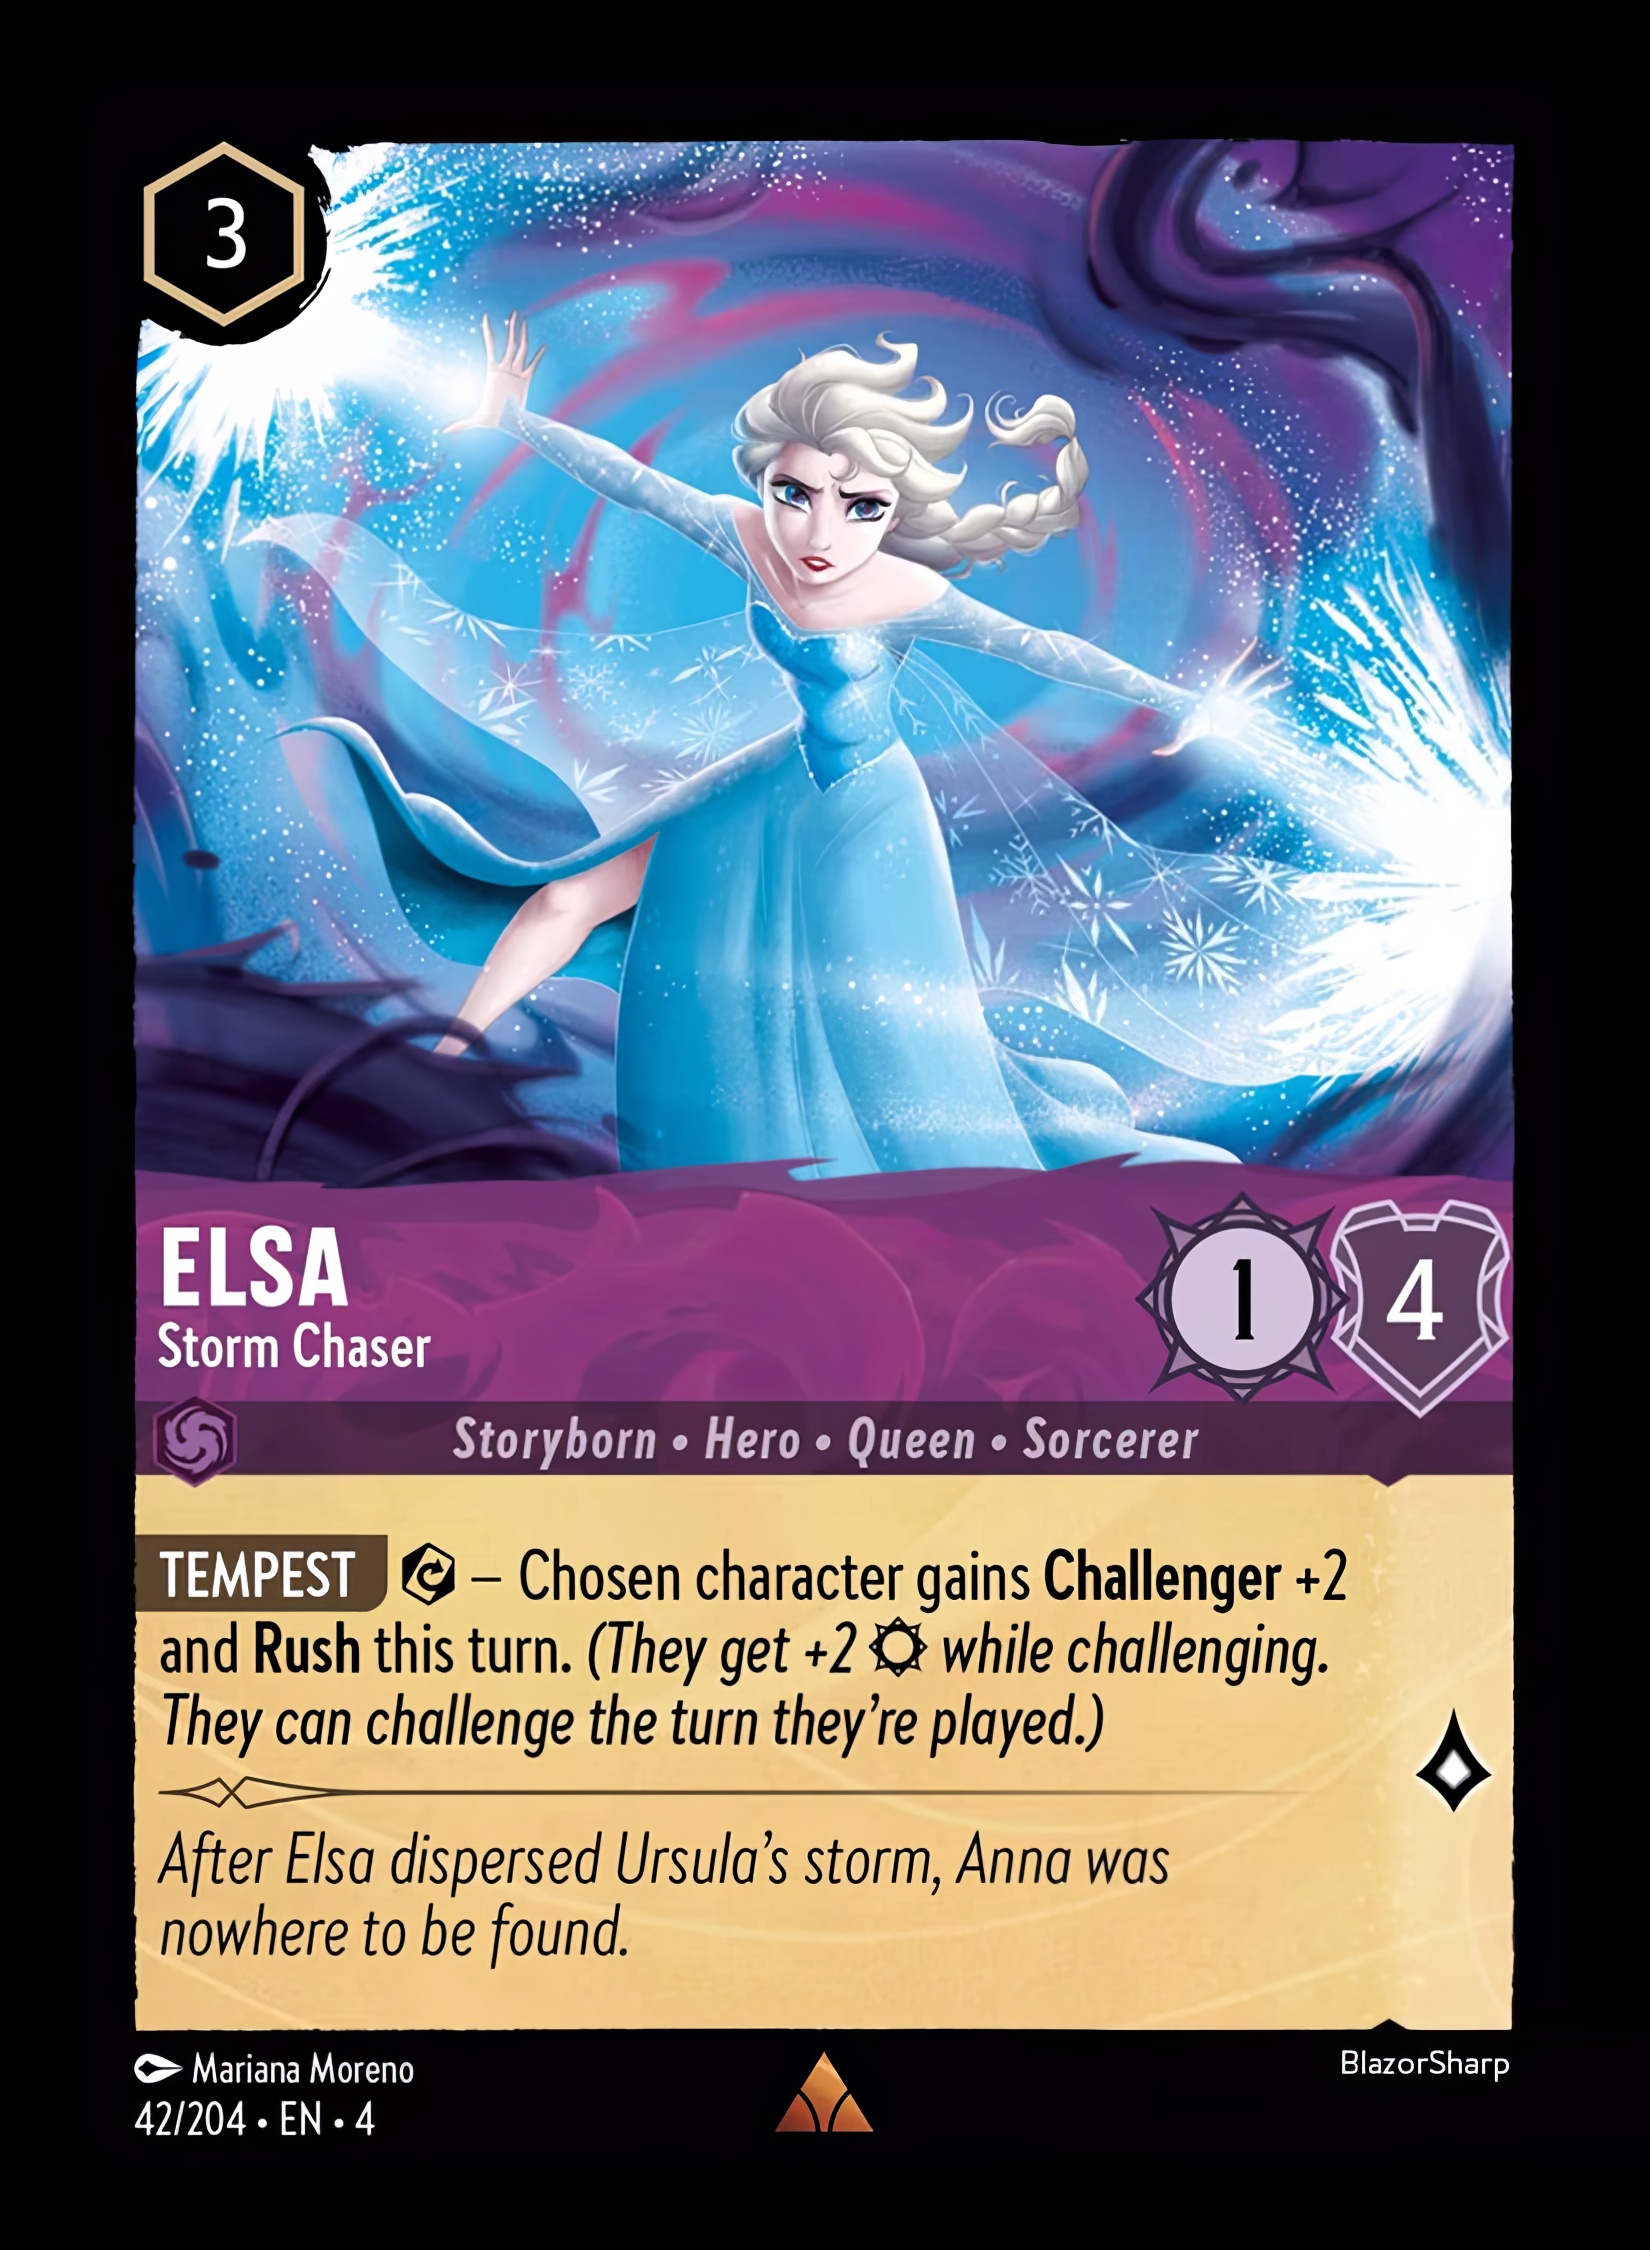 3
ELSA
Storm Chaser
1
4
Storyborn • Hero • Queen • Sorcerer
TEMPEST – Chosen character gains Challenger +2
and Rush this turn. (They get +2 while challenging.
They can challenge the turn they’re played.)
After Elsa dispersed Ursula’s storm, Anna was
nowhere to be found.
Mariana Moreno
BlazorSharp
42/204 • EN • 4